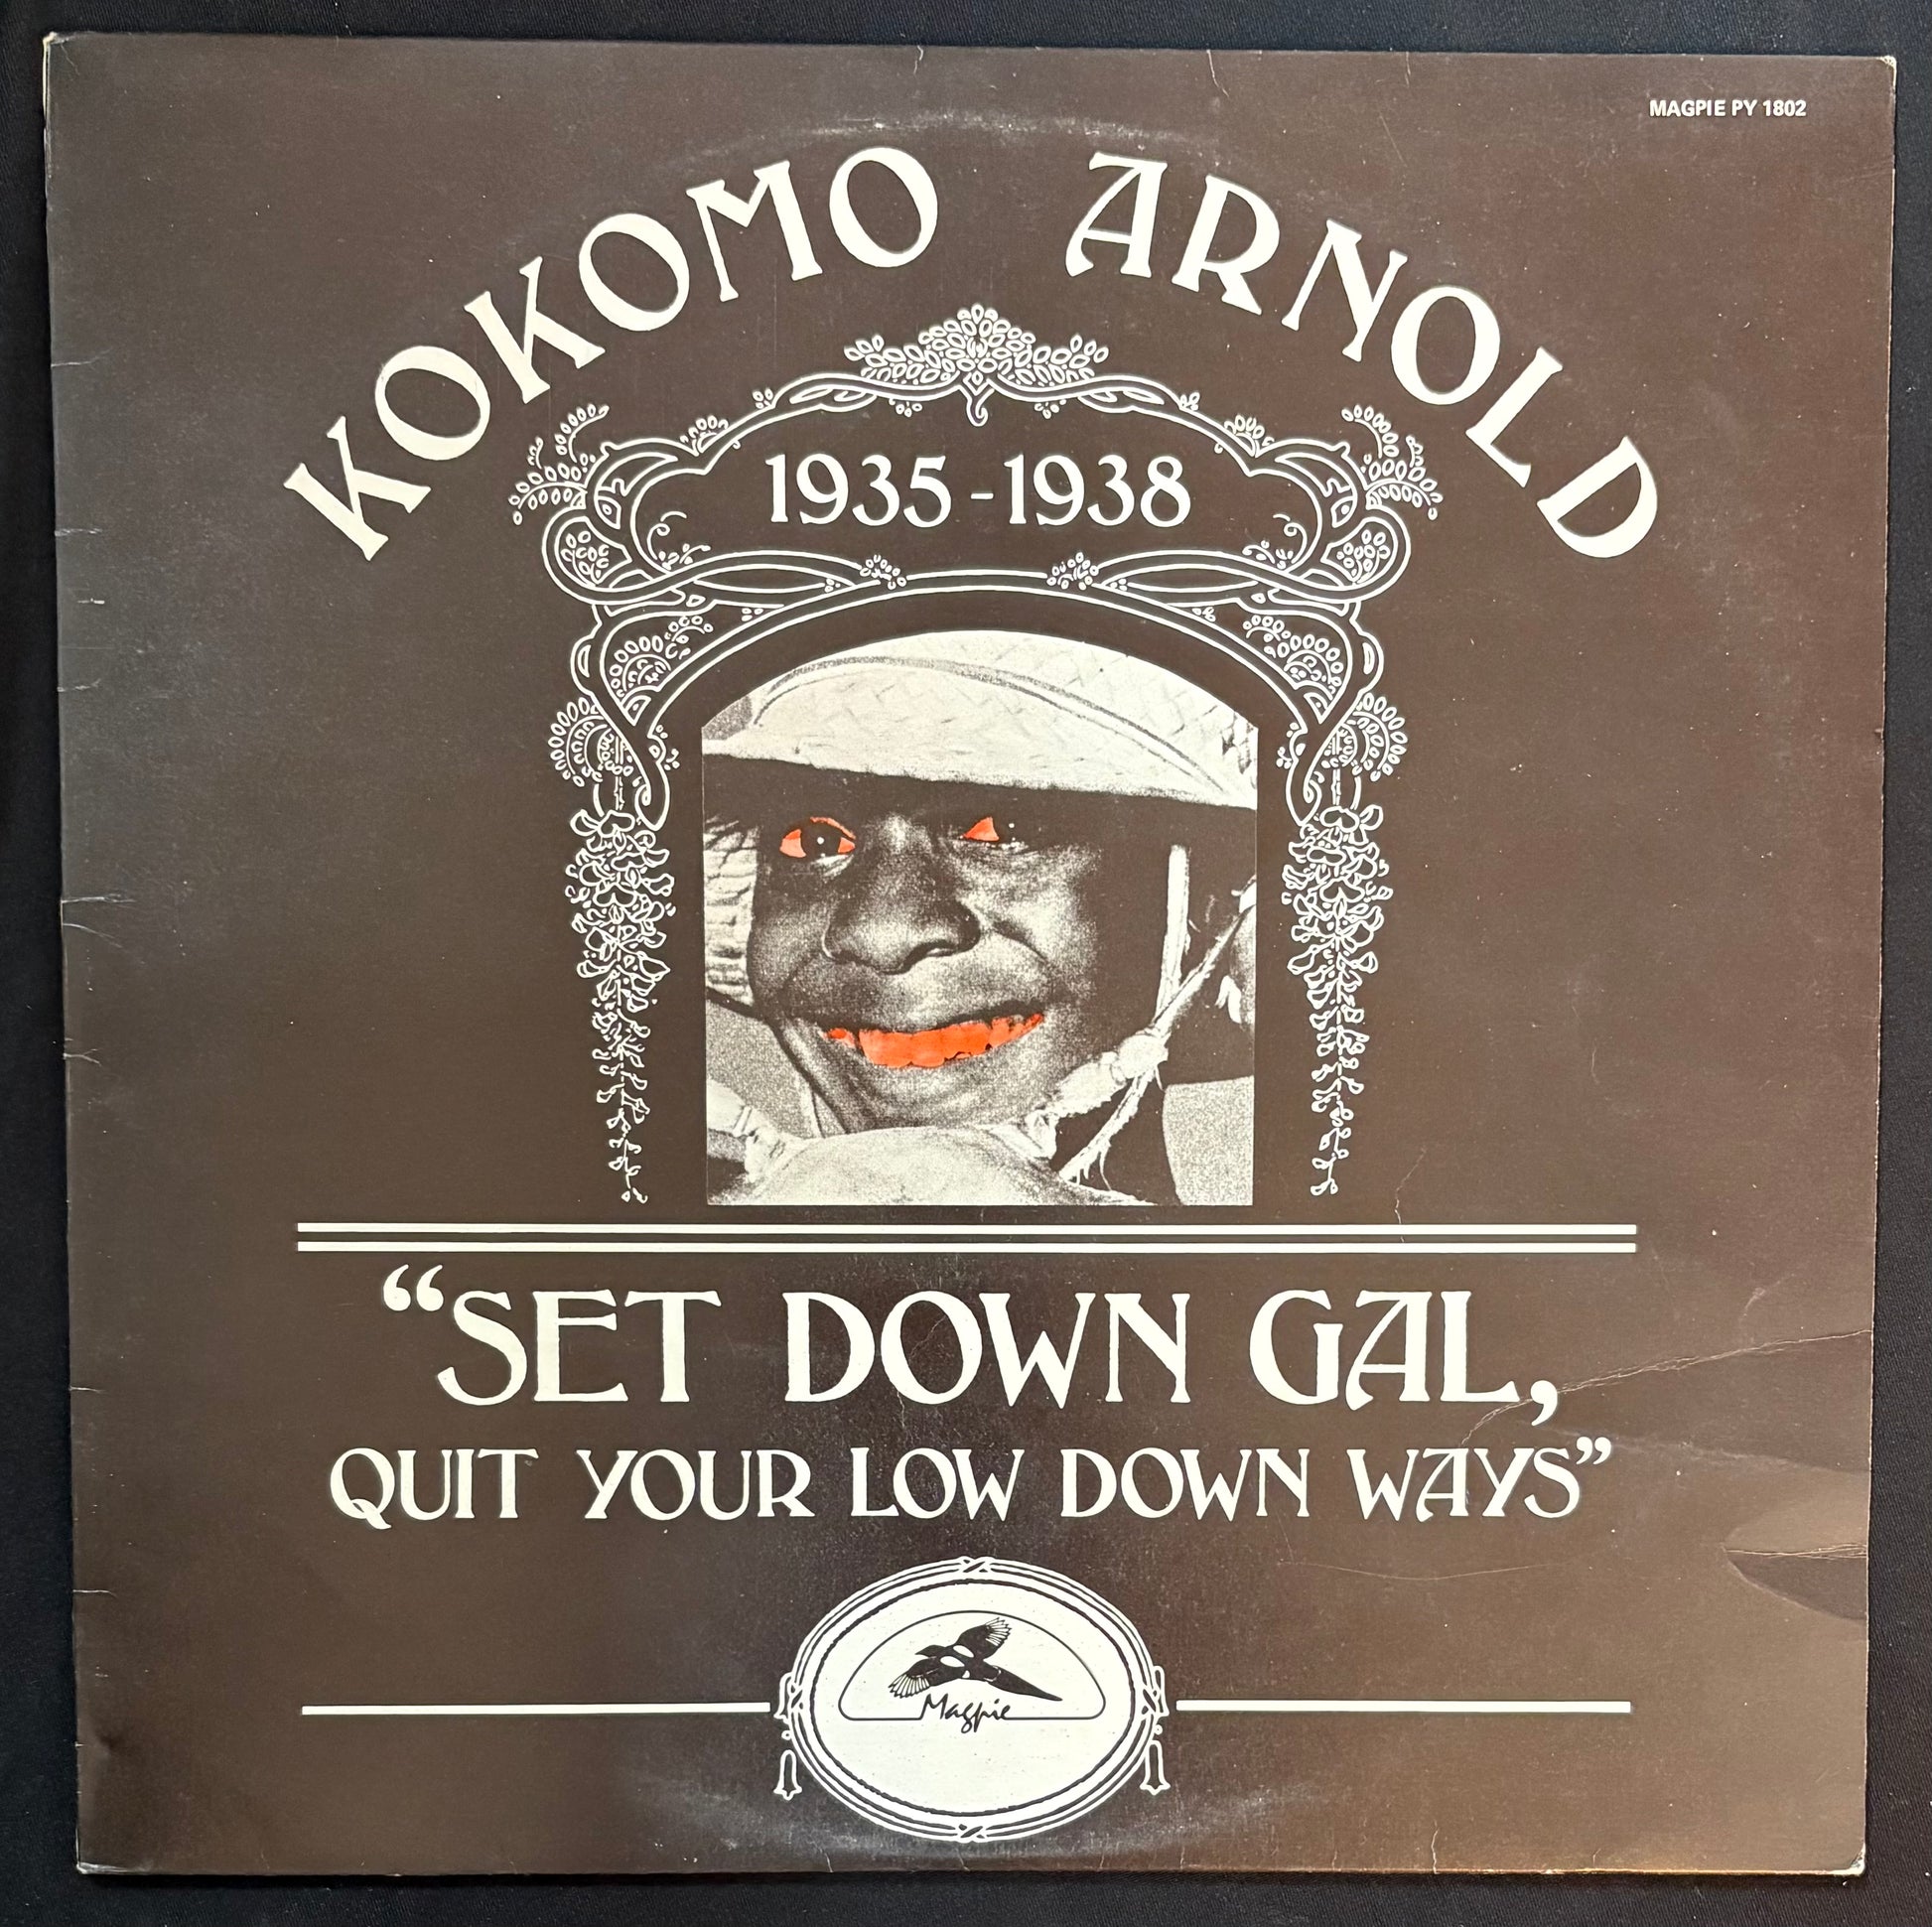 MAGPIE PY 1802
KOKOMO ARNOLD
1935-1938
“SET DOWN GAL,
QUIT YOUR LOW DOWN WAYS”
Magpie